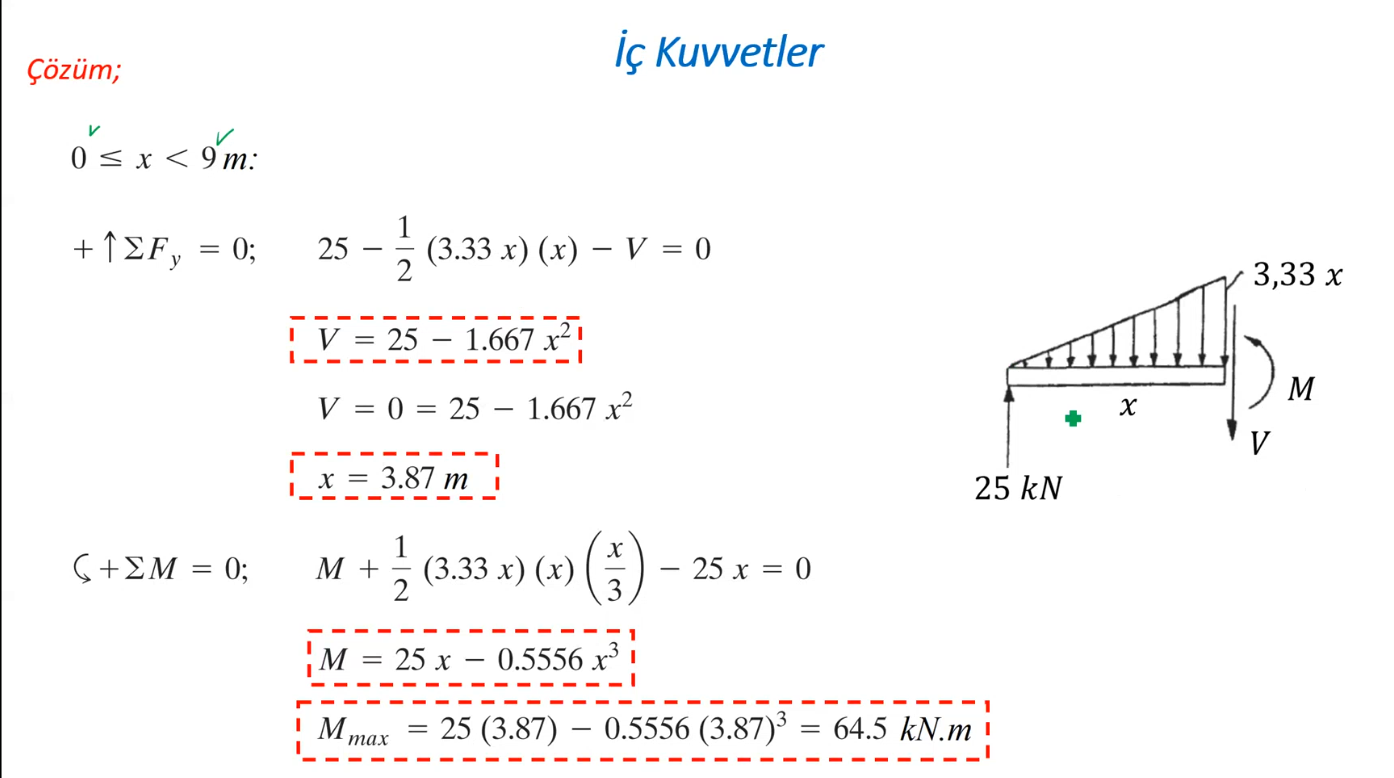 İç Kuvvetler
Çözüm;
0 ≤ x < 9 m:
+↑ΣF_y = 0;    25 − 1/2 (3.33 x) (x) − V = 0
V = 25 − 1.667 x²
V = 0 = 25 − 1.667 x²
x = 3.87 m
3,33 x
x
M
V
25 kN
⤹+ΣM = 0;    M + 1/2 (3.33 x) (x) (x/3) − 25 x = 0
M = 25 x − 0.5556 x³
M_max = 25 (3.87) − 0.5556 (3.87)³ = 64.5 kN.m